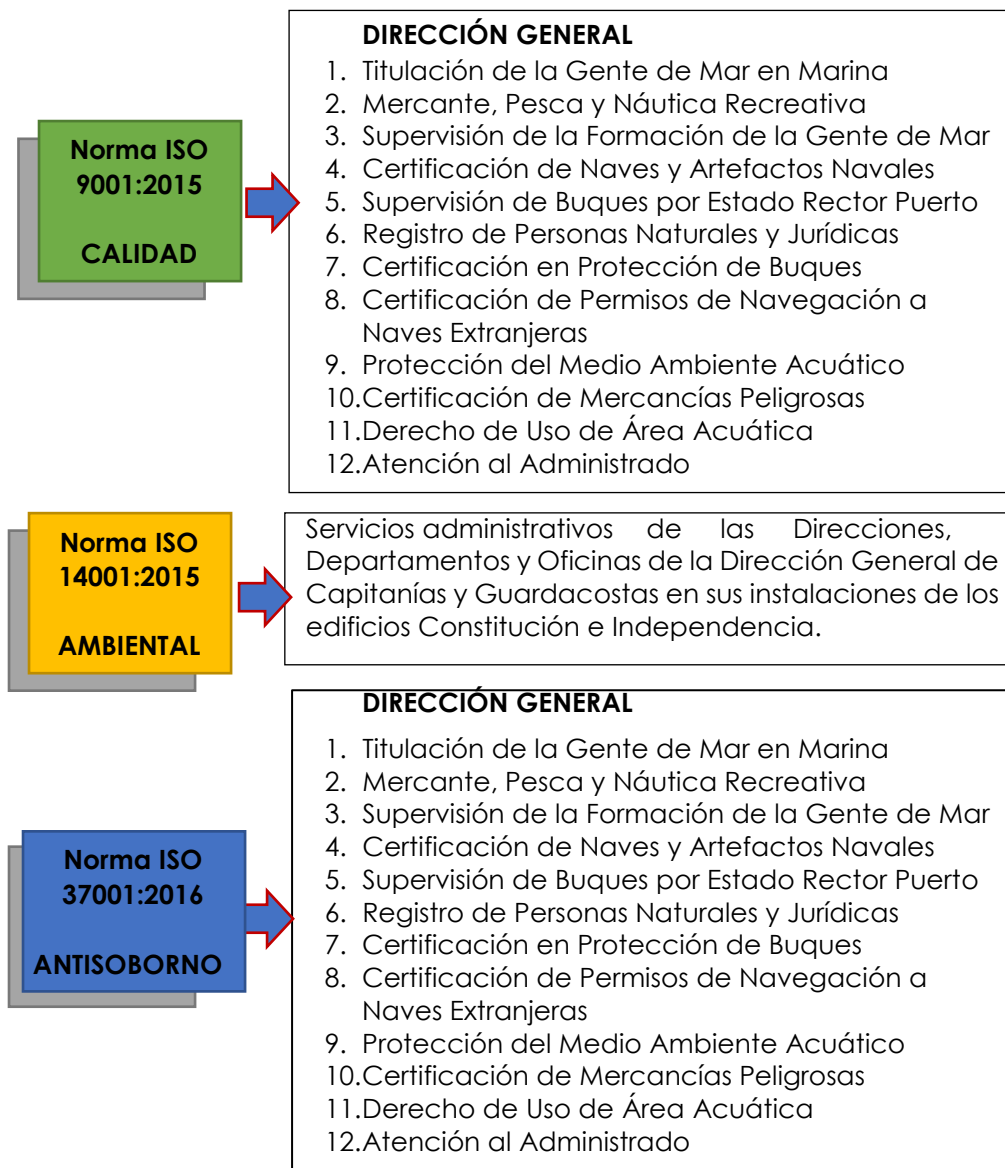 Norma ISO
9001:2015
CALIDAD
DIRECCIÓN GENERAL
1. Titulación de la Gente de Mar en Marina
2. Mercante, Pesca y Náutica Recreativa
3. Supervisión de la Formación de la Gente de Mar
4. Certificación de Naves y Artefactos Navales
5. Supervisión de Buques por Estado Rector Puerto
6. Registro de Personas Naturales y Jurídicas
7. Certificación en Protección de Buques
8. Certificación de Permisos de Navegación a
Naves Extranjeras
9. Protección del Medio Ambiente Acuático
10.Certificación de Mercancías Peligrosas
11.Derecho de Uso de Área Acuática
12.Atención al Administrado
Norma ISO
14001:2015
AMBIENTAL
Servicios administrativos de las Direcciones,
Departamentos y Oficinas de la Dirección General de
Capitanías y Guardacostas en sus instalaciones de los
edificios Constitución e Independencia.
Norma ISO
37001:2016
ANTISOBORNO
DIRECCIÓN GENERAL
1. Titulación de la Gente de Mar en Marina
2. Mercante, Pesca y Náutica Recreativa
3. Supervisión de la Formación de la Gente de Mar
4. Certificación de Naves y Artefactos Navales
5. Supervisión de Buques por Estado Rector Puerto
6. Registro de Personas Naturales y Jurídicas
7. Certificación en Protección de Buques
8. Certificación de Permisos de Navegación a
Naves Extranjeras
9. Protección del Medio Ambiente Acuático
10.Certificación de Mercancías Peligrosas
11.Derecho de Uso de Área Acuática
12.Atención al Administrado